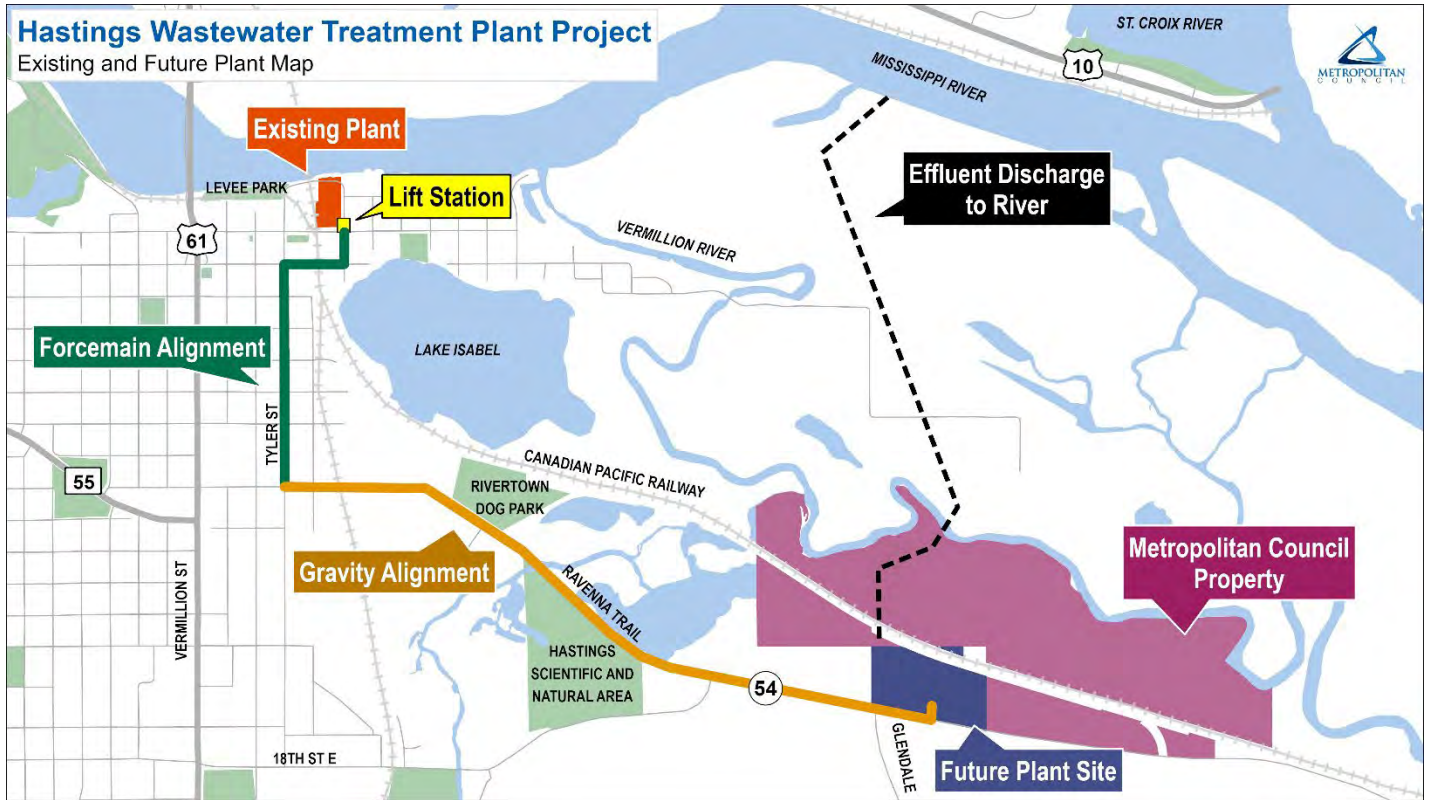 Hastings Wastewater Treatment Plant Project
Existing and Future Plant Map
ST. CROIX RIVER
10
METROPOLITAN
COUNCIL
MISSISSIPPI RIVER
Existing Plant
LEVEE PARK
Lift Station
Effluent Discharge
to River
61
VERMILLION RIVER
Forcemain Alignment
LAKE ISABEL
TYLER ST
55
CANADIAN PACIFIC RAILWAY
RIVERTOWN
DOG PARK
Gravity Alignment
Metropolitan Council
Property
VERMILLION ST
RAVENNA TRAIL
HASTINGS
SCIENTIFIC AND
NATURAL AREA
54
GLENDALE
18TH ST E
Future Plant Site